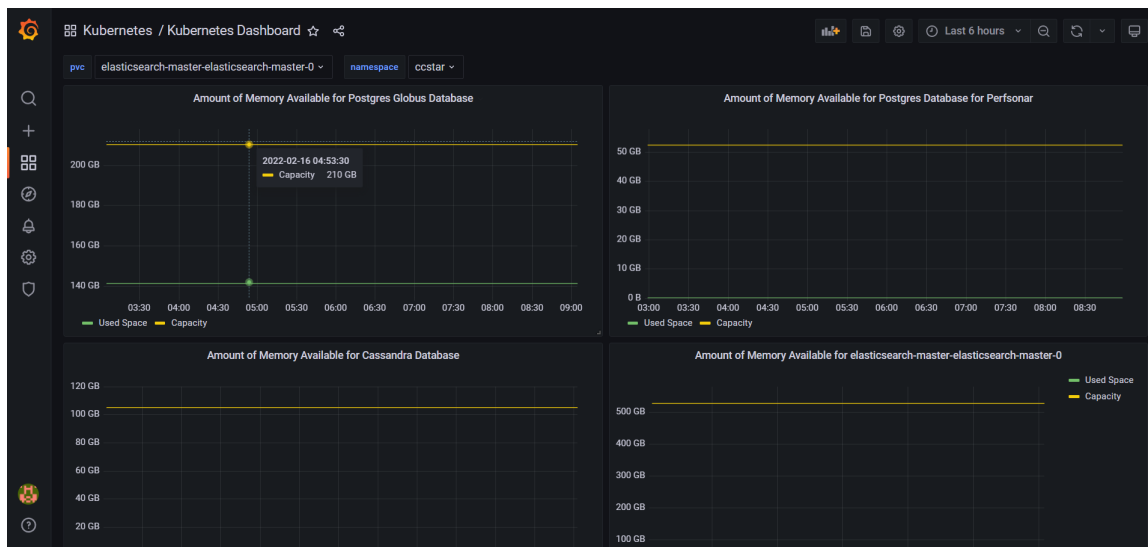 Kubernetes / Kubernetes Dashboard
Last 6 hours
pvc elasticsearch-master-elasticsearch-master-0 namespace ccstar
Amount of Memory Available for Postgres Globus Database
200 GB
180 GB
160 GB
140 GB
2022-02-16 04:53:30
Capacity 210 GB
03:30 04:00 04:30 05:00 05:30 06:00 06:30 07:00 07:30 08:00 08:30 09:00
Used Space Capacity
Amount of Memory Available for Postgres Database for Perfsonar
50 GB
40 GB
30 GB
20 GB
10 GB
0 B
03:00 03:30 04:00 04:30 05:00 05:30 06:00 06:30 07:00 07:30 08:00 08:30
Used Space Capacity
Amount of Memory Available for Cassandra Database
120 GB
100 GB
80 GB
60 GB
40 GB
20 GB
Amount of Memory Available for elasticsearch-master-elasticsearch-master-0
Used Space
Capacity
500 GB
400 GB
300 GB
200 GB
100 GB